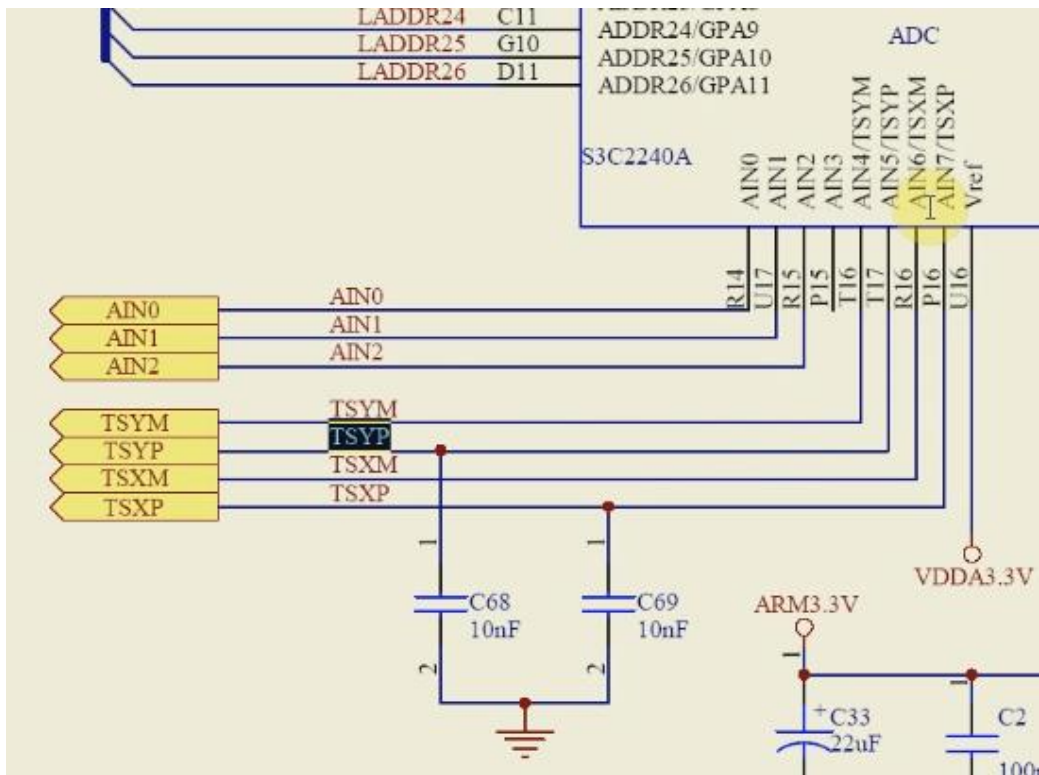 LADDR24 C11 ADDR24/GPA9
LADDR25 G10 ADDR25/GPA10
LADDR26 D11 ADDR26/GPA11
ADC
S3C2240A
AIN0
AIN1
AIN2
AIN3
AIN4/TSYM
AIN5/TSYP
AIN6/TSXM
AIN7/TSXP
Vref
R14
U17
R15
P15
T16
T17
R16
P16
U16
AIN0 AIN0
AIN1 AIN1
AIN2 AIN2
TSYM TSYM
TSYP TSYP
TSXM TSXM
TSXP TSXP
1 1
VDDA3.3V
C68 C69 ARM3.3V
10nF 10nF
2 2
1 1
+ C33 C2
22uF